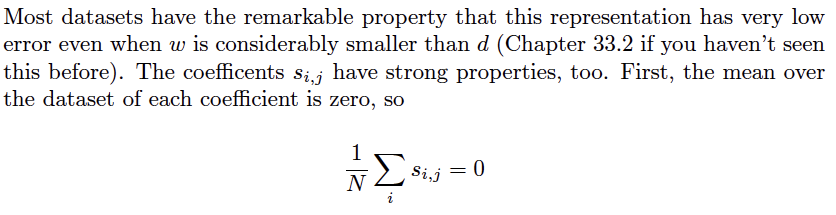 Most datasets have the remarkable property that this representation has very low
error even when w is considerably smaller than d (Chapter 33.2 if you haven't seen
this before). The coefficents s_{i,j} have strong properties, too. First, the mean over
the dataset of each coefficient is zero, so
\frac{1}{N} \sum_{i} s_{i,j} = 0